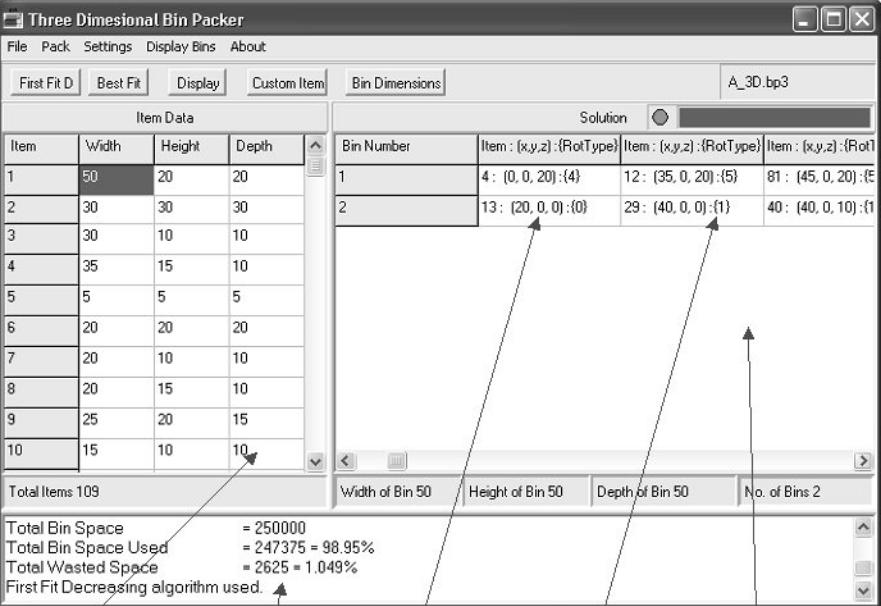 Three Dimesional Bin Packer
File Pack Settings Display Bins About
First Fit D Best Fit Display Custom Item Bin Dimensions A_3D.bp3
Item Data Solution
Item Width Height Depth
1 50 20 20
2 30 30 30
3 30 10 10
4 35 15 10
5 5 5 5
6 20 20 20
7 20 10 10
8 20 15 10
9 25 20 15
10 15 10 10
Bin Number Item : (x,y,z) :{RotType} Item : (x,y,z) :{RotType} Item : (x,y,z) :{RotT
1 4 : (0, 0, 20) :{4} 12 : (35, 0, 20) :{5} 81 : (45, 0, 20) :{5
2 13 : (20, 0, 0) :{0} 29 : (40, 0, 0) :{1} 40 : (40, 0, 10) :{1
Total Items 109 Width of Bin 50 Height of Bin 50 Depth of Bin 50 No. of Bins 2
Total Bin Space = 250000
Total Bin Space Used = 247375 = 98.95%
Total Wasted Space = 2625 = 1.049%
First Fit Decreasing algorithm used.